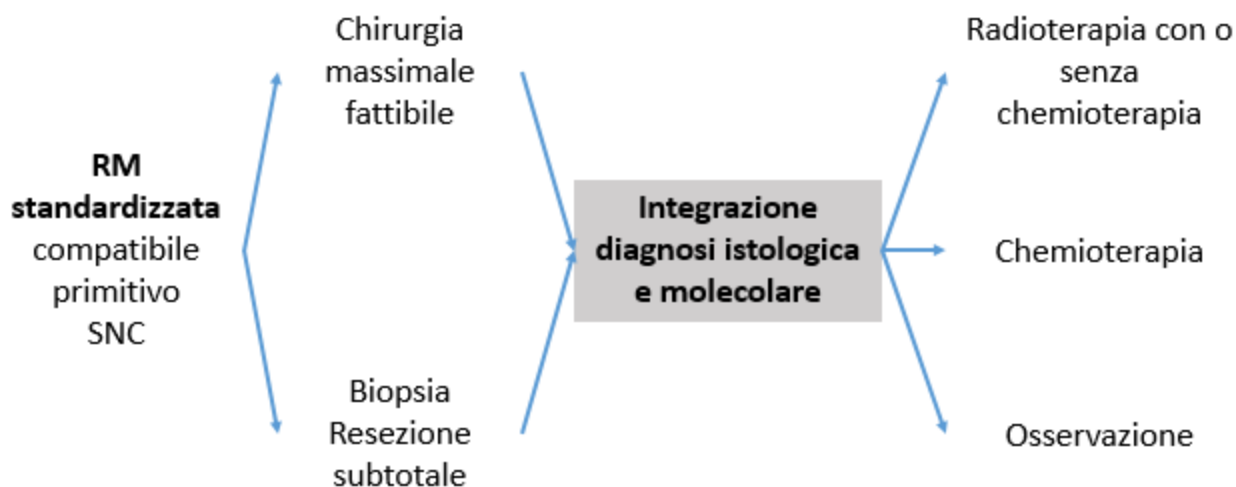 RM
standardizzata
compatibile
primitivo
SNC
Chirurgia
massimale
fattibile
Biopsia
Resezione
subtotale
Integrazione
diagnosi istologica
e molecolare
Radioterapia con o
senza
chemioterapia
Chemioterapia
Osservazione